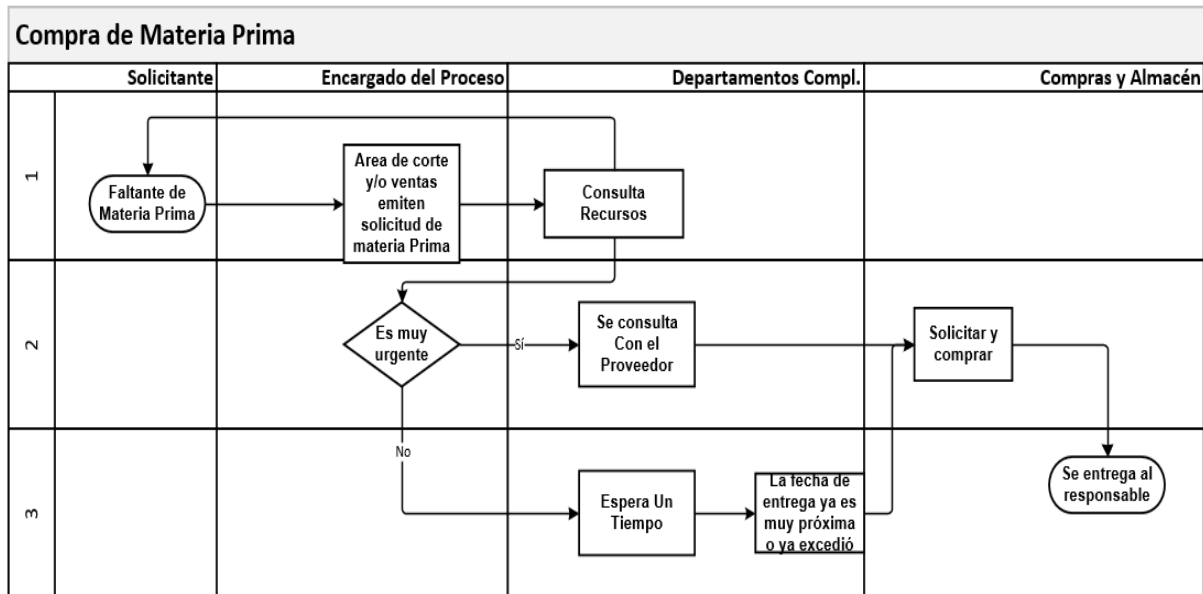 Compra de Materia Prima
Solicitante
Encargado del Proceso
Departamentos Compl.
Compras y Almacén
1
Faltante de
Materia Prima
Area de corte
y/o ventas
emiten
solicitud de
materia Prima
Consulta
Recursos
2
Es muy
urgente
Sí
Se consulta
Con el
Proveedor
Solicitar y
comprar
No
3
Espera Un
Tiempo
La fecha de
entrega ya es
muy próxima
o ya excedió
Se entrega al
responsable